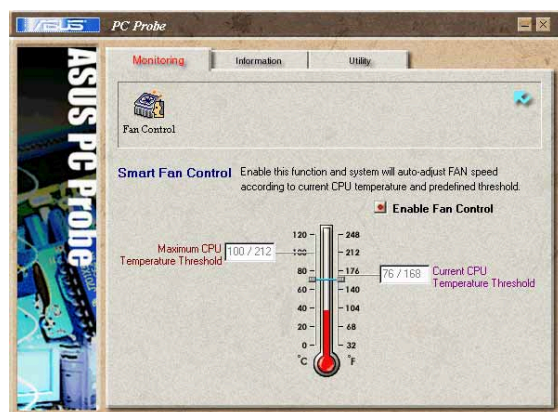 ASUS PC Probe
Monitoring Information Utility
ASUS PC Probe
Fan Control
Smart Fan Control Enable this function and system will auto-adjust FAN speed
according to current CPU temperature and predefined threshold.
Enable Fan Control
Maximum CPU
Temperature Threshold
100 / 212
120 248
100 212
80 176
60 140
40 104
20 68
0 32
°C °F
76 / 168
Current CPU
Temperature Threshold